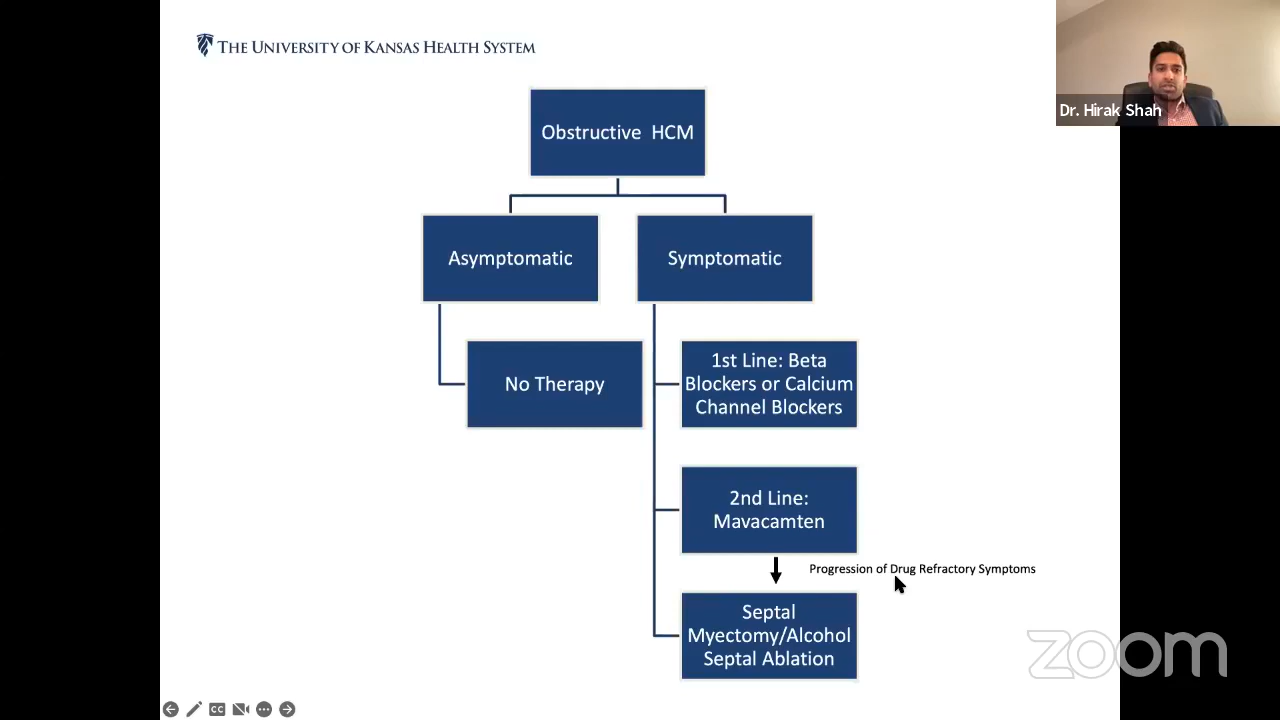 THE UNIVERSITY OF KANSAS HEALTH SYSTEM
Dr. Hirak Shah
Obstructive HCM
Asymptomatic
Symptomatic
No Therapy
1st Line: Beta
Blockers or Calcium
Channel Blockers
2nd Line:
Mavacamten
Progression of Drug Refractory Symptoms
Septal
Myectomy/Alcohol
Septal Ablation
zoom
CC